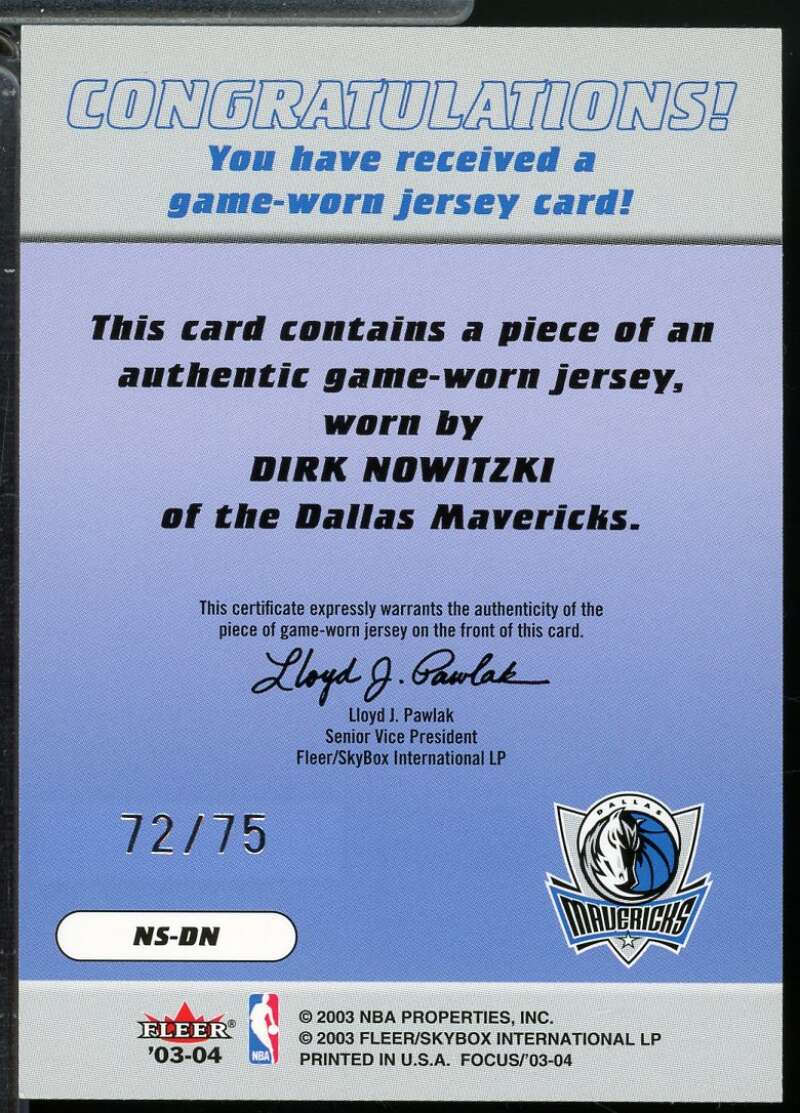 CONGRATULATIONS!
You have received a
game-worn jersey card!
This card contains a piece of an
authentic game-worn jersey,
worn by
DIRK NOWITZKI
of the Dallas Mavericks.
This certificate expressly warrants the authenticity of the
piece of game-worn jersey on the front of this card.
Lloyd J. Pawlak
Lloyd J. Pawlak
Senior Vice President
Fleer/SkyBox International LP
72/75
DALLAS
MAVERICKS
NS-DN
FLEER®
'03-04
NBA
© 2003 NBA PROPERTIES, INC.
© 2003 FLEER/SKYBOX INTERNATIONAL LP
PRINTED IN U.S.A. FOCUS/'03-04